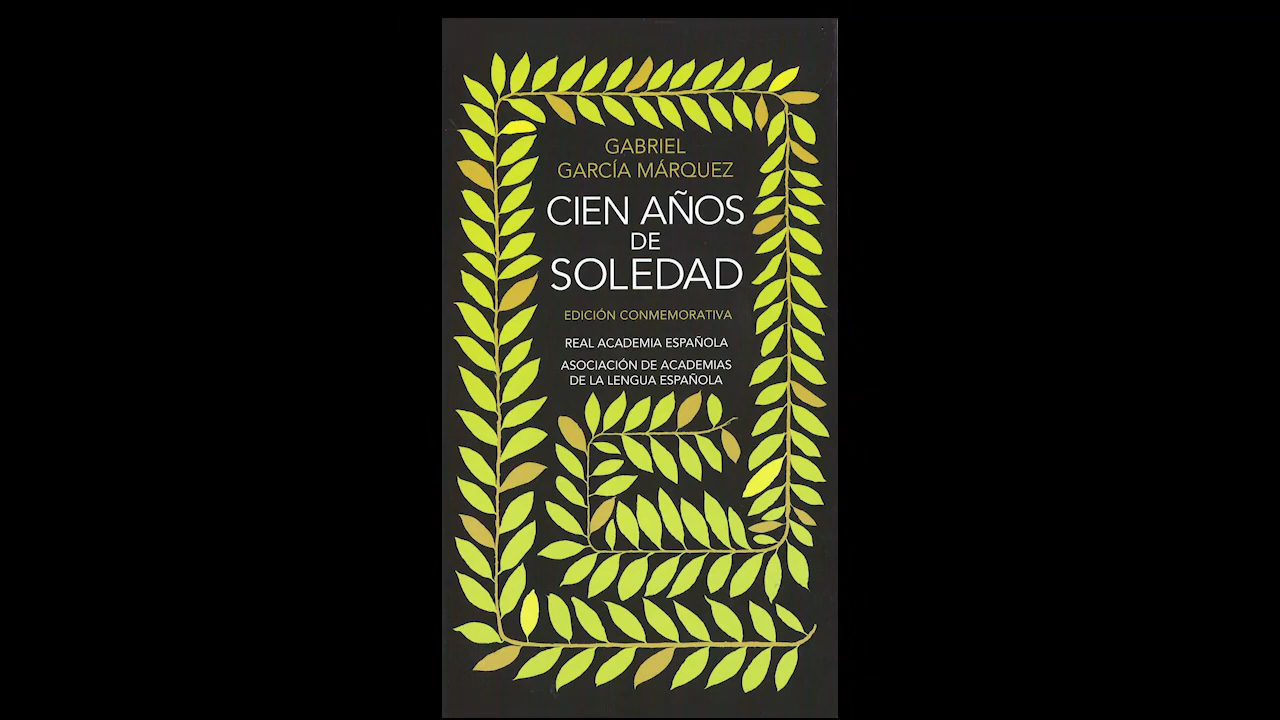 GABRIEL
GARCÍA MÁRQUEZ
CIEN AÑOS
DE
SOLEDAD
EDICIÓN CONMEMORATIVA
REAL ACADEMIA ESPAÑOLA
ASOCIACIÓN DE ACADEMIAS
DE LA LENGUA ESPAÑOLA